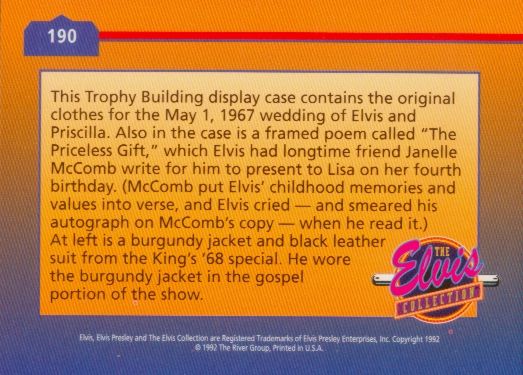 190
This Trophy Building display case contains the original
clothes for the May 1, 1967 wedding of Elvis and
Priscilla. Also in the case is a framed poem called “The
Priceless Gift,” which Elvis had longtime friend Janelle
McComb write for him to present to Lisa on her fourth
birthday. (McComb put Elvis’ childhood memories and
values into verse, and Elvis cried — and smeared his
autograph on McComb’s copy — when he read it.)
At left is a burgundy jacket and black leather
suit from the King’s ’68 special. He wore
the burgundy jacket in the gospel
portion of the show.
THE
Elvis
COLLECTION
Elvis, Elvis Presley and The Elvis Collection are Registered Trademarks of Elvis Presley Enterprises, Inc. Copyright 1992
© 1992 The River Group, Printed in U.S.A.